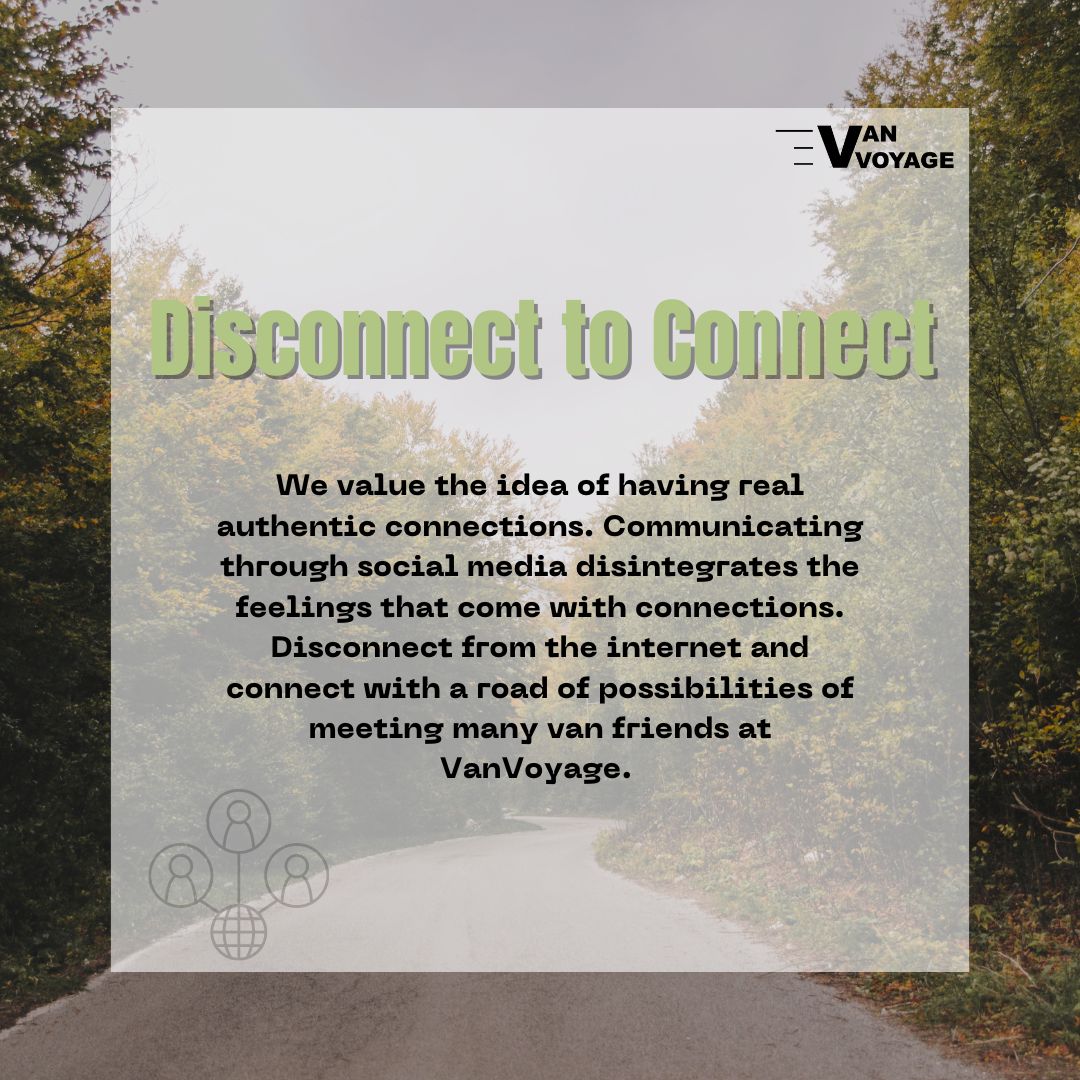 VAN
VOYAGE
Disconnect to Connect
We value the idea of having real
authentic connections. Communicating
through social media disintegrates the
feelings that come with connections.
Disconnect from the internet and
connect with a road of possibilities of
meeting many van friends at
VanVoyage.